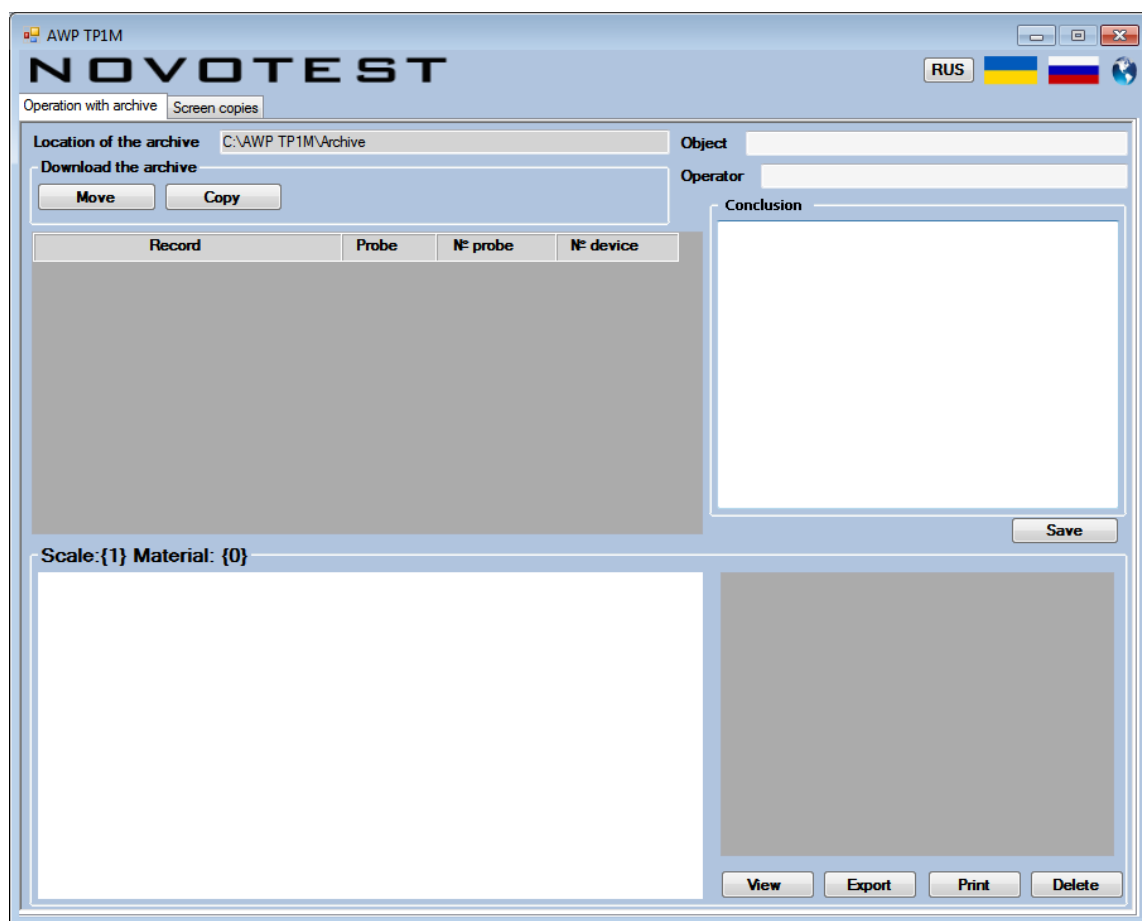 AWP TP1M
NOVOTEST
RUS
Operation with archive
Screen copies
Location of the archive
C:\AWP TP1M\Archive
Object
Download the archive
Operator
Move
Copy
Conclusion
Record
Probe
№ probe
№ device
Save
Scale:{1} Material: {0}
View
Export
Print
Delete